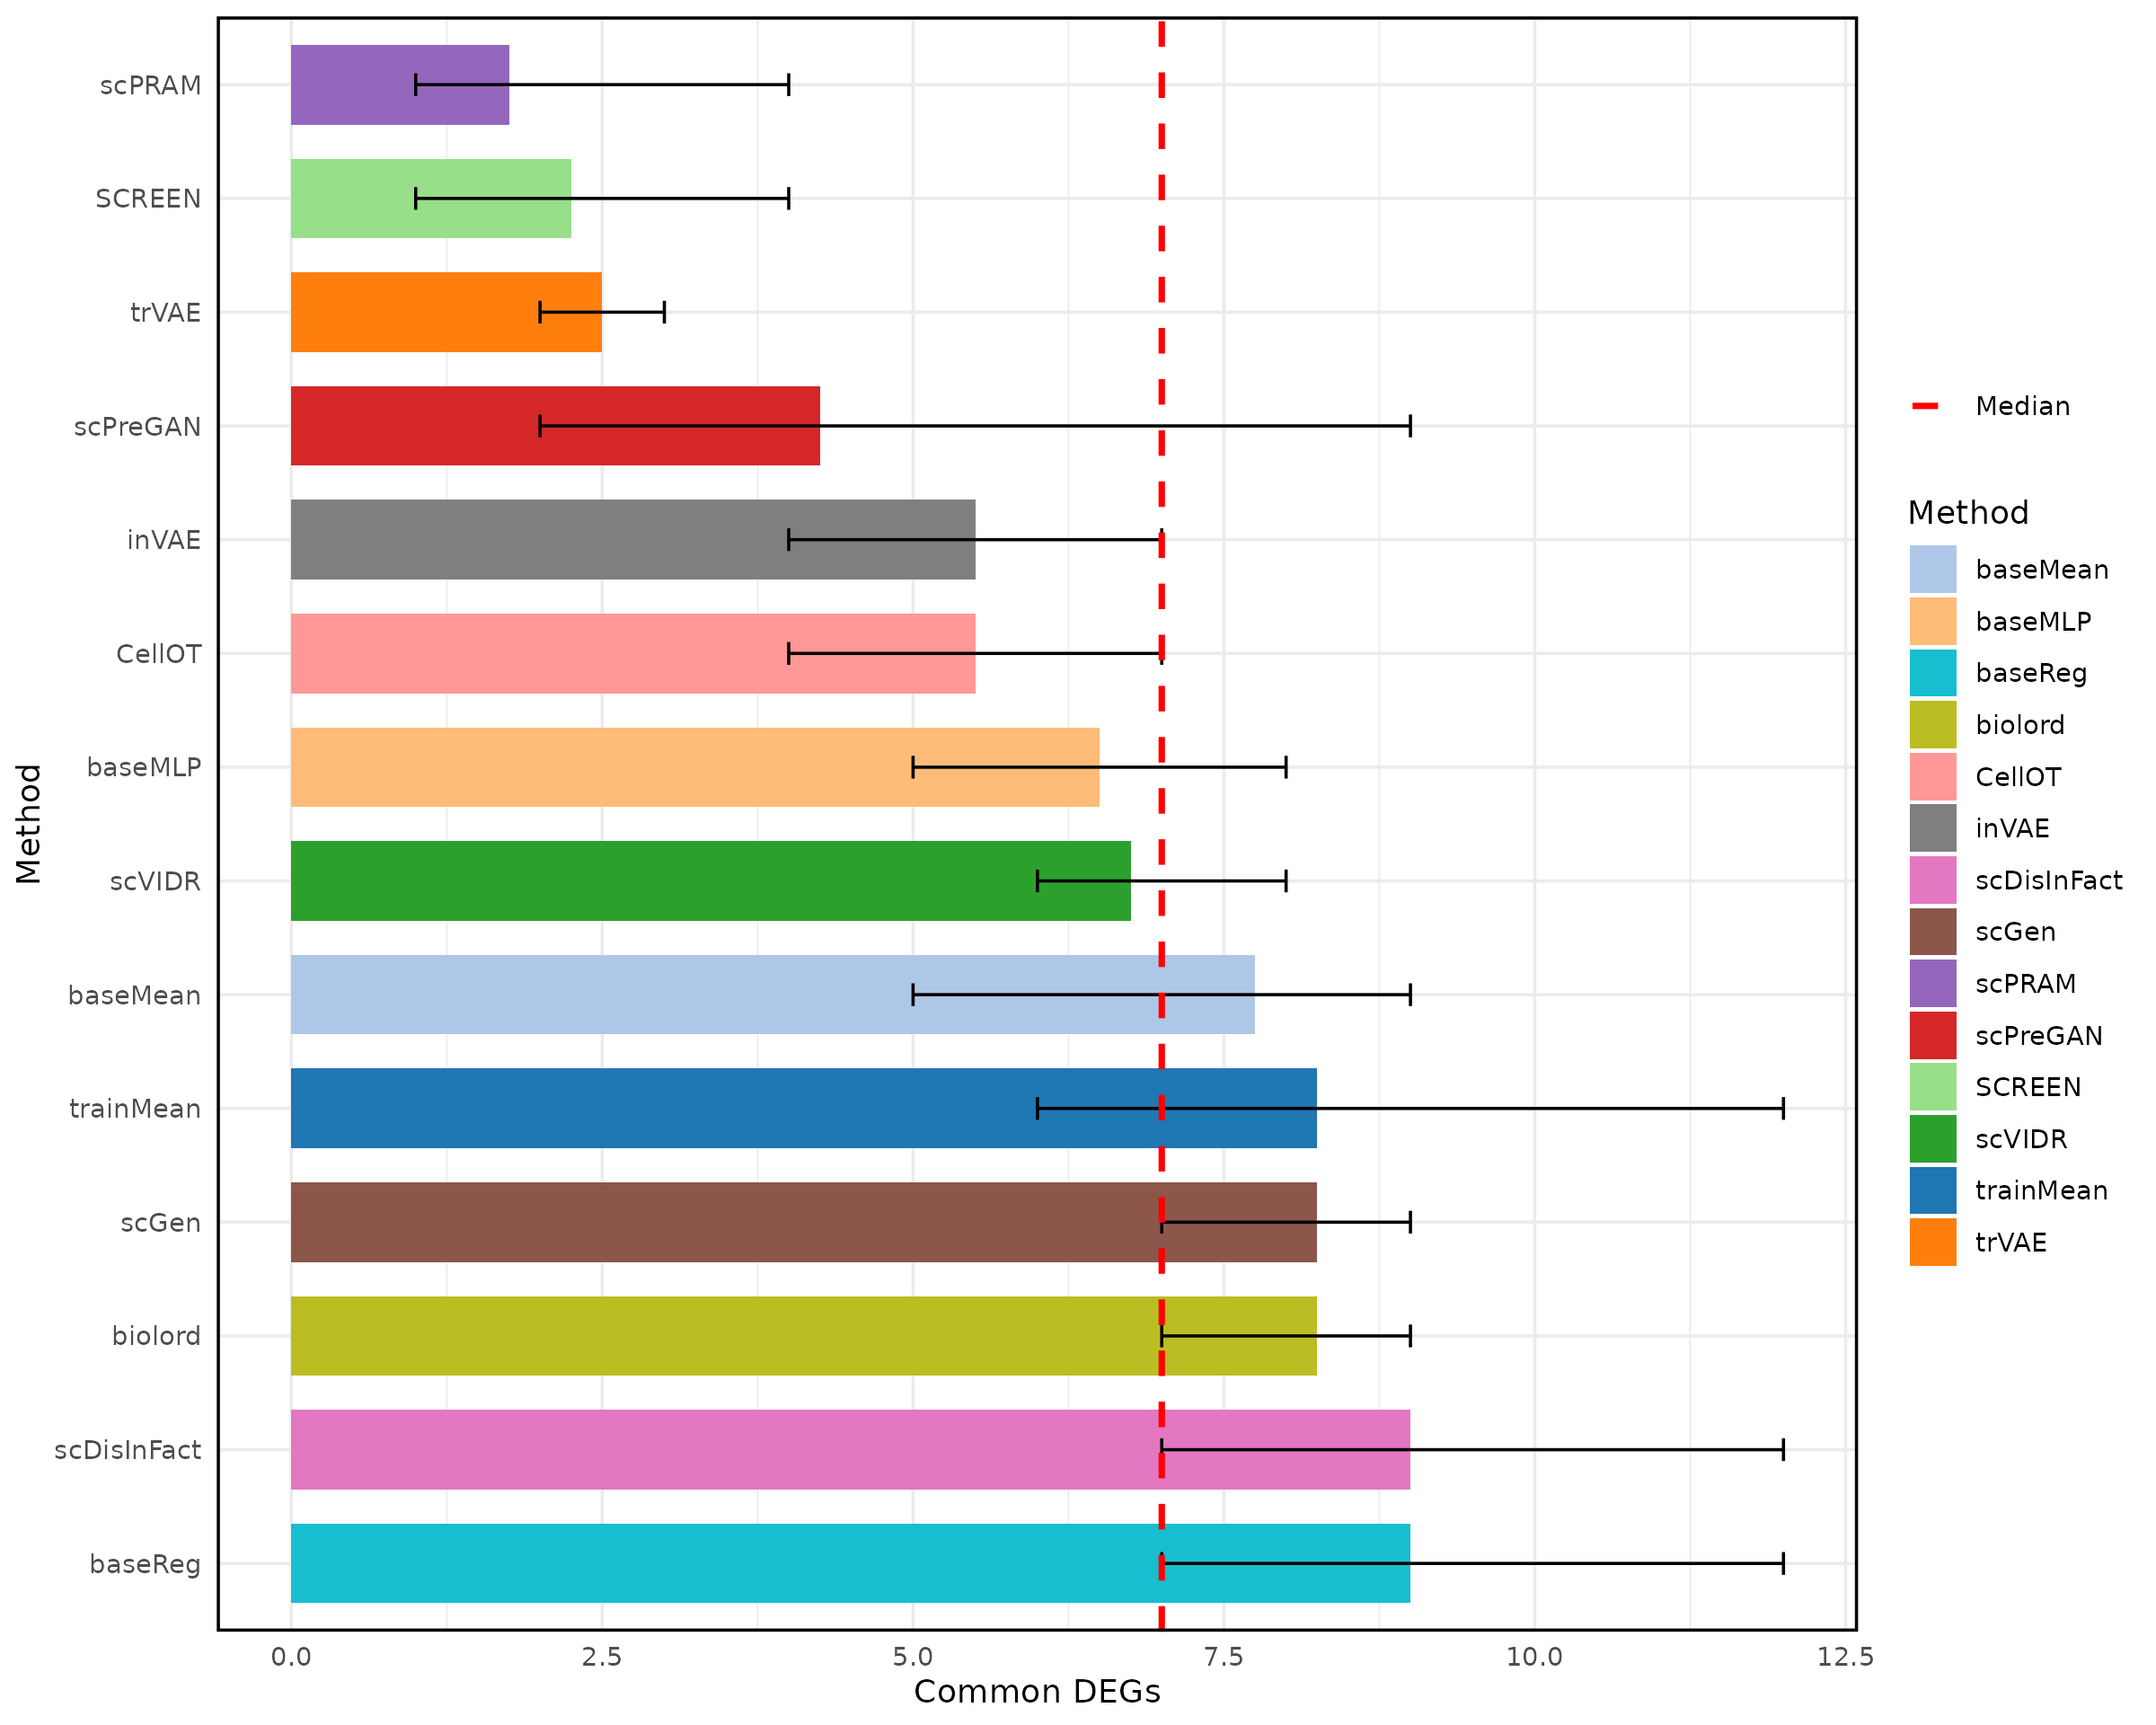 scPRAM
SCREEN
trVAE
scPreGAN
inVAE
CellOT
baseMLP
scVIDR
baseMean
trainMean
scGen
biolord
scDisInFact
baseReg
Method
0.0 2.5 5.0 7.5 10.0 12.5
Common DEGs
Median
Method
baseMean
baseMLP
baseReg
biolord
CellOT
inVAE
scDisInFact
scGen
scPRAM
scPreGAN
SCREEN
scVIDR
trainMean
trVAE